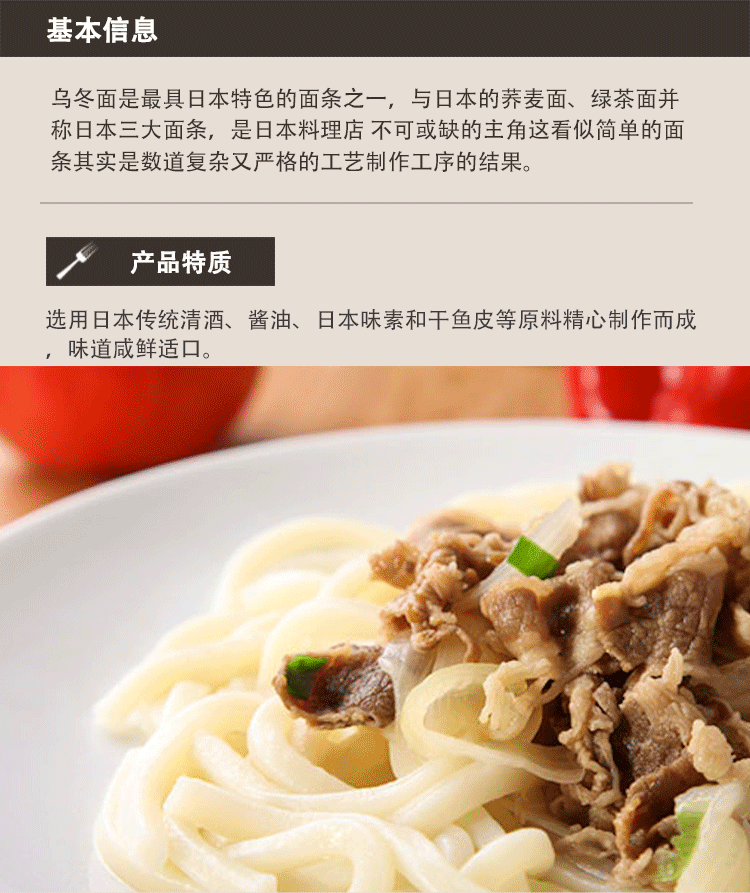 基本信息
乌冬面是最具日本特色的面条之一，与日本的荞麦面、绿茶面并
称日本三大面条，是日本料理店 不可或缺的主角这看似简单的面
条其实是数道复杂又严格的工艺制作工序的结果。
产品特质
选用日本传统清酒、酱油、日本味素和干鱼皮等原料精心制作而成
，味道咸鲜适口。